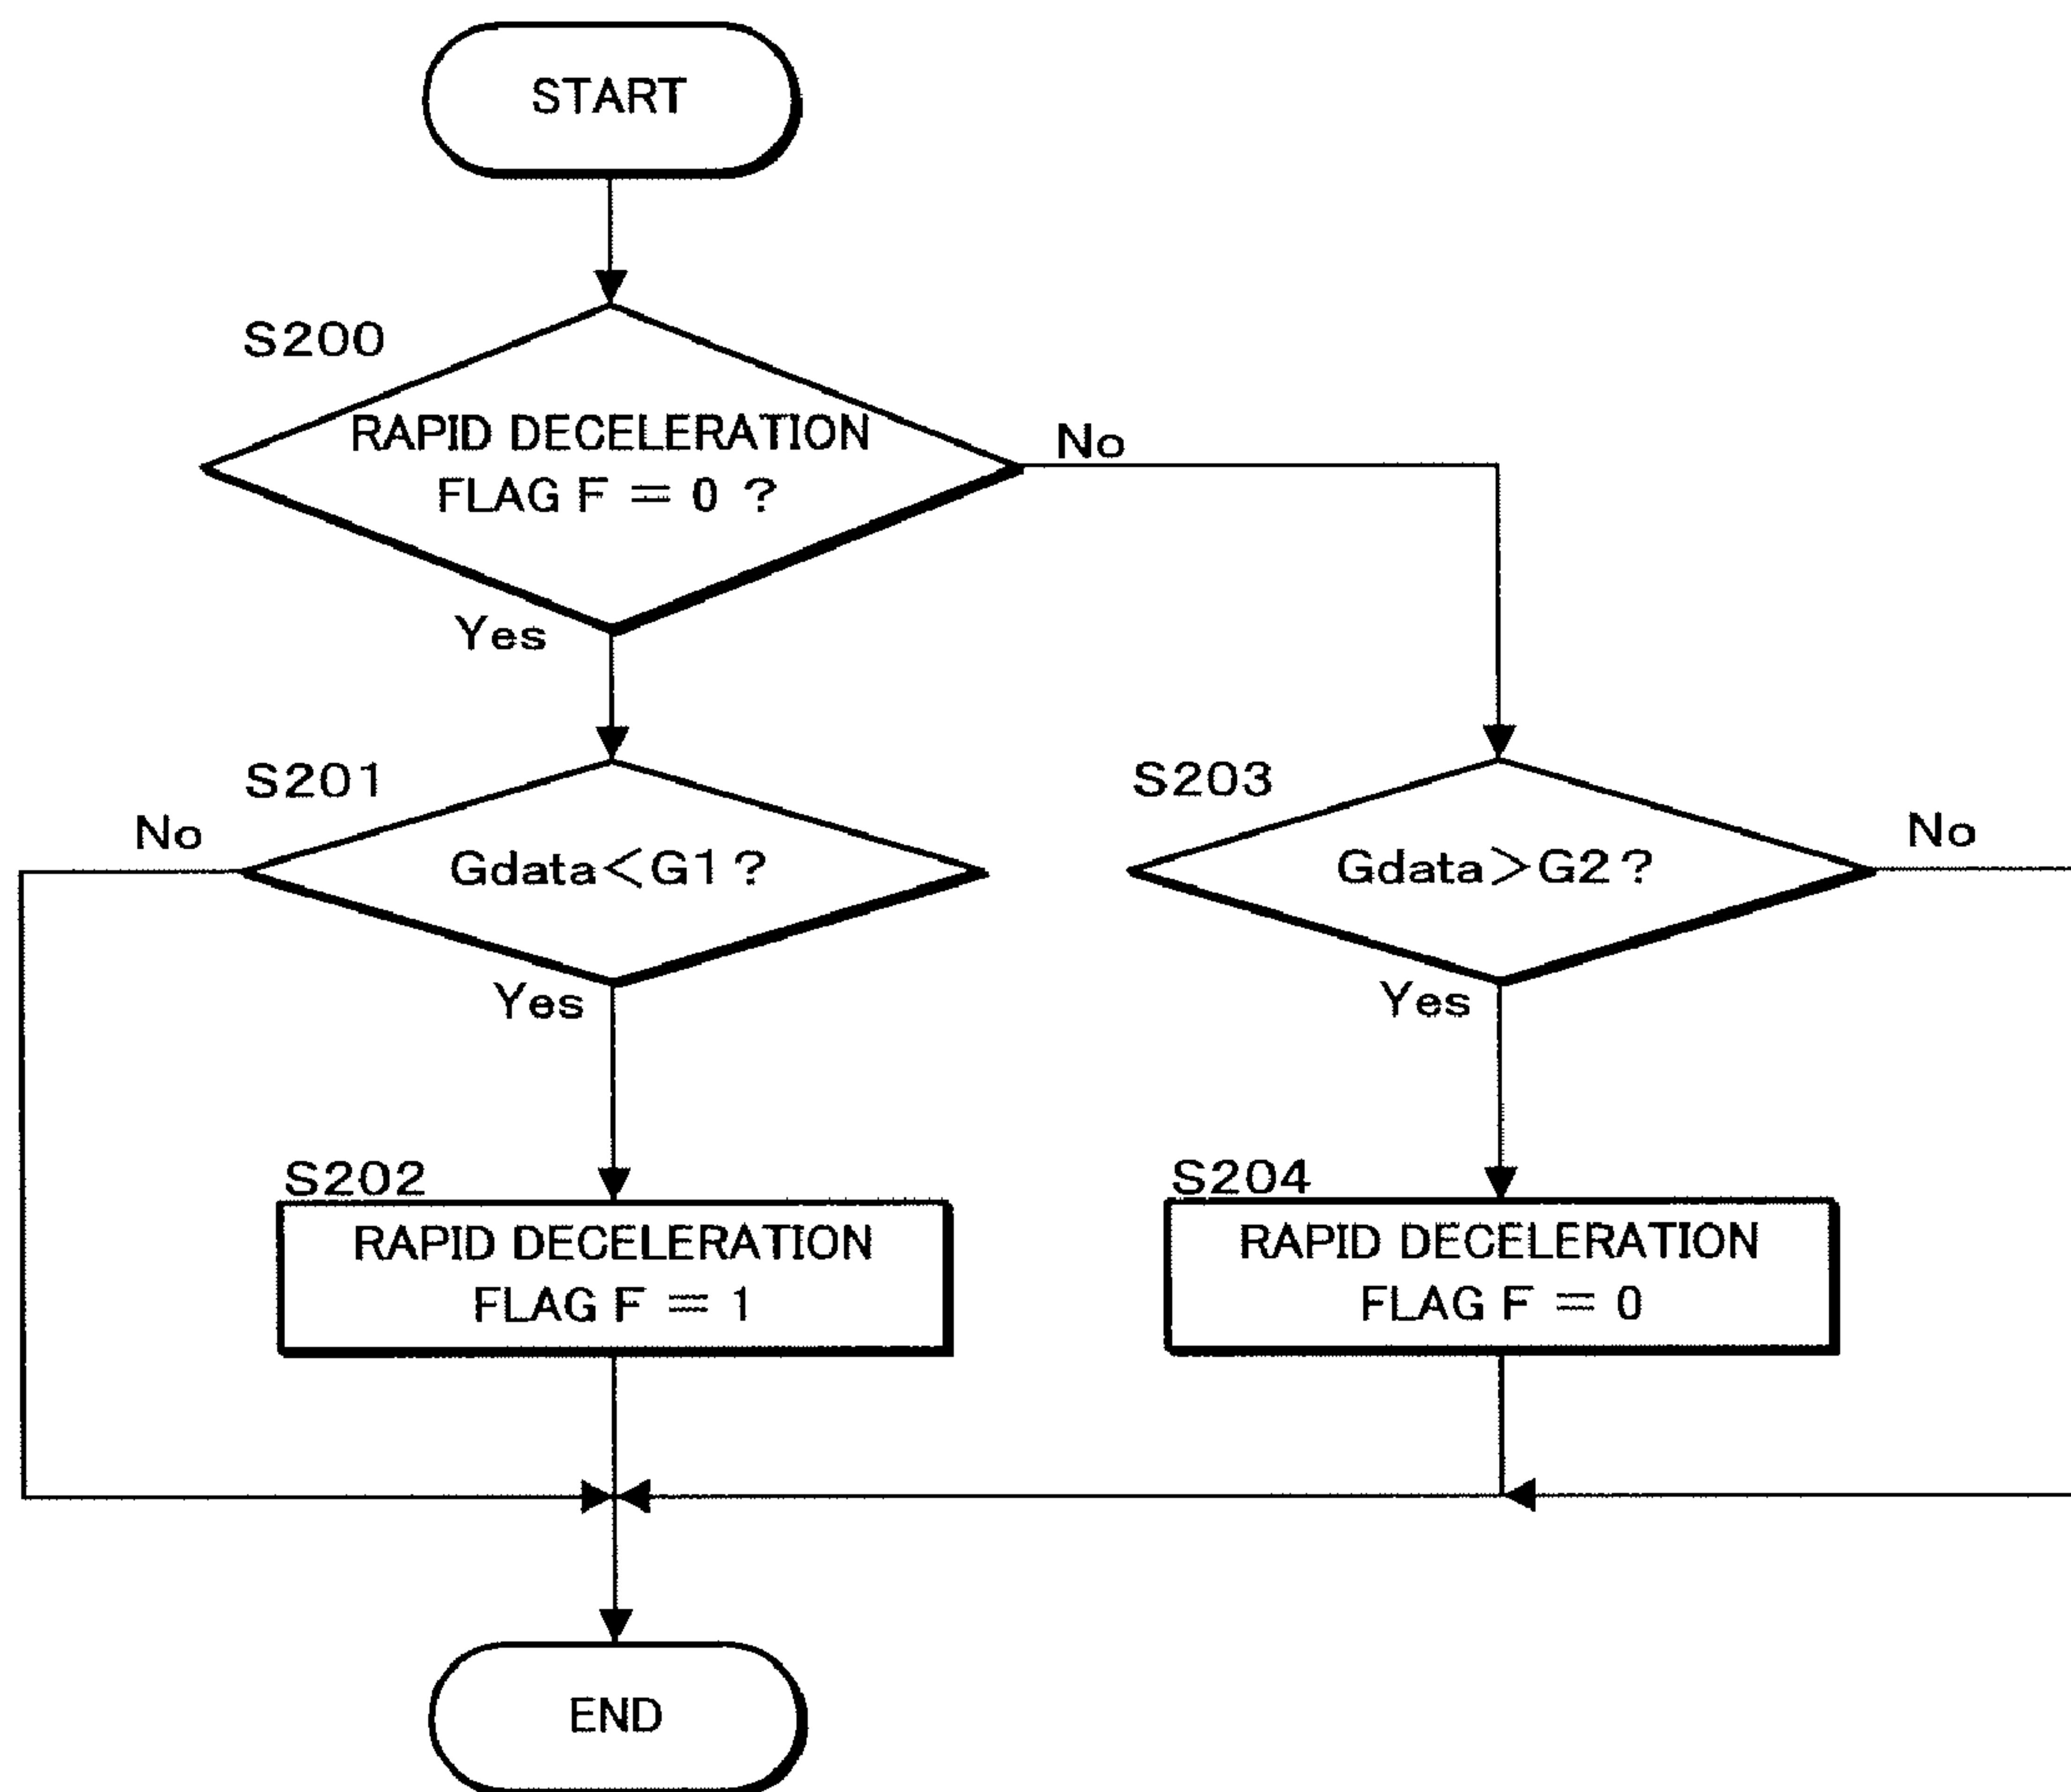 START
S200
RAPID DECELERATION
FLAG F = 0 ?
No
Yes
S201
No
Gdata<G1?
Yes
S203
Gdata>G2?
No
Yes
S202
RAPID DECELERATION
FLAG F = 1
S204
RAPID DECELERATION
FLAG F = 0
END